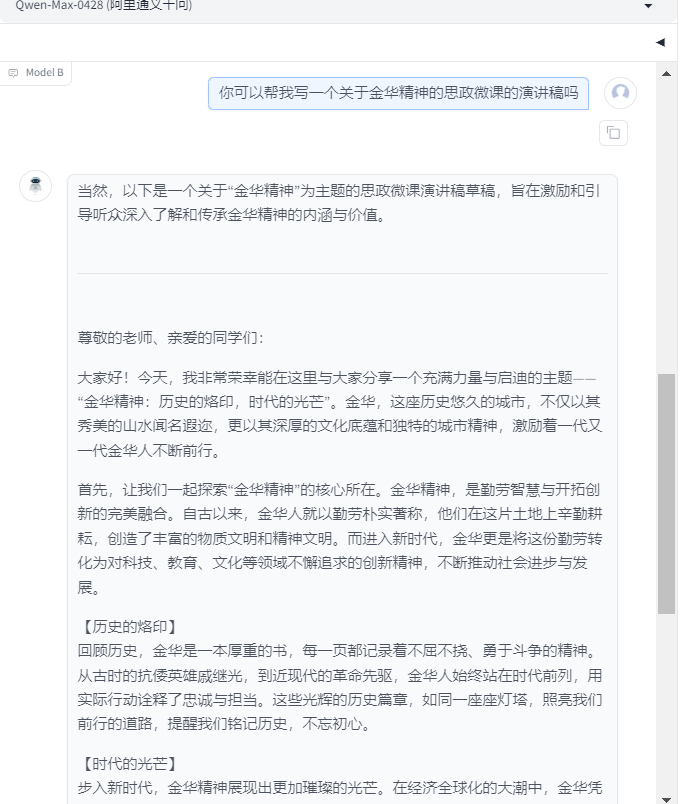 Qwen-Max-0428 (阿里通义千问)
Model B
你可以帮我写一个关于金华精神的思政微课的演讲稿吗
当然，以下是一个关于“金华精神”为主题的思政微课演讲稿草稿，旨在激励和引
导听众深入了解和传承金华精神的内涵与价值。
尊敬的老师、亲爱的同学们：
大家好！今天，我非常荣幸能在这里与大家分享一个充满力量与启迪的主题——
“金华精神：历史的烙印，时代的光芒”。金华，这座历史悠久的城市，不仅以其
秀美的山水闻名遐迩，更以其深厚的文化底蕴和独特的城市精神，激励着一代又
一代金华人不断前行。
首先，让我们一起探索“金华精神”的核心所在。金华精神，是勤劳智慧与开拓创
新的完美融合。自古以来，金华人就以勤劳朴实著称，他们在这片土地上辛勤耕
耘，创造了丰富的物质文明和精神文明。而进入新时代，金华更是将这份勤劳转
化为对科技、教育、文化等领域不懈追求的创新精神，不断推动社会进步与发
展。
【历史的烙印】
回顾历史，金华是一本厚重的书，每一页都记录着不屈不挠、勇于斗争的精神。
从古时的抗倭英雄戚继光，到近现代的革命先驱，金华人始终站在时代前列，用
实际行动诠释了忠诚与担当。这些光辉的历史篇章，如同一座座灯塔，照亮我们
前行的道路，提醒我们铭记历史，不忘初心。
【时代的光芒】
步入新时代，金华精神展现出更加璀璨的光芒。在经济全球化的大潮中，金华凭